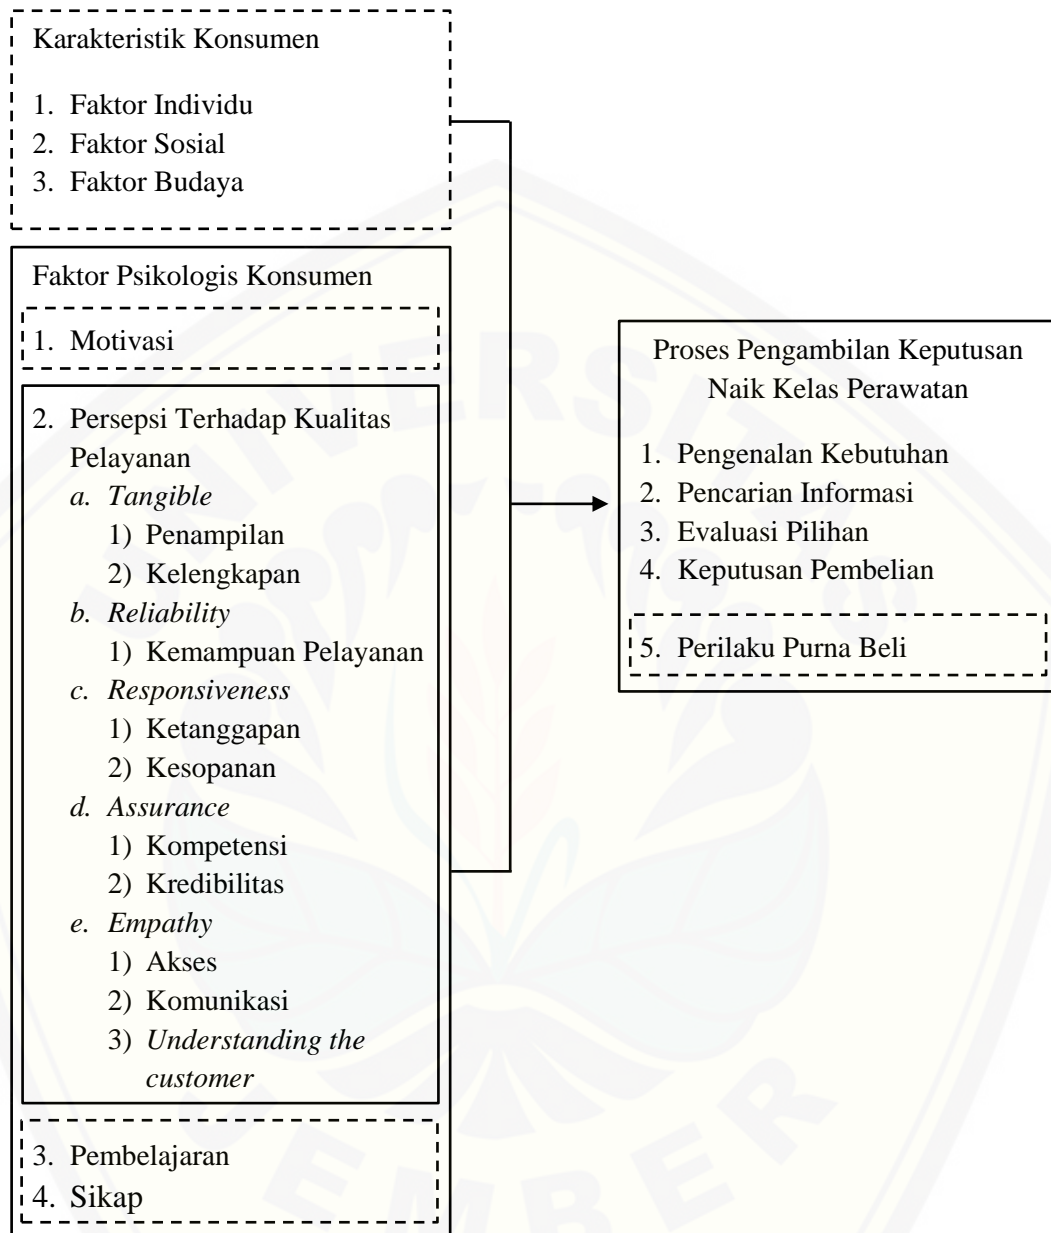 Karakteristik Konsumen
1. Faktor Individu
2. Faktor Sosial
3. Faktor Budaya
Faktor Psikologis Konsumen
1. Motivasi
2. Persepsi Terhadap Kualitas
Pelayanan
a. Tangible
1) Penampilan
2) Kelengkapan
b. Reliability
1) Kemampuan Pelayanan
c. Responsiveness
1) Ketanggapan
2) Kesopanan
d. Assurance
1) Kompetensi
2) Kredibilitas
e. Empathy
1) Akses
2) Komunikasi
3) Understanding the
customer
3. Pembelajaran
4. Sikap
Proses Pengambilan Keputusan
Naik Kelas Perawatan
1. Pengenalan Kebutuhan
2. Pencarian Informasi
3. Evaluasi Pilihan
4. Keputusan Pembelian
5. Perilaku Purna Beli
UNIVERSITAS
JEMBER